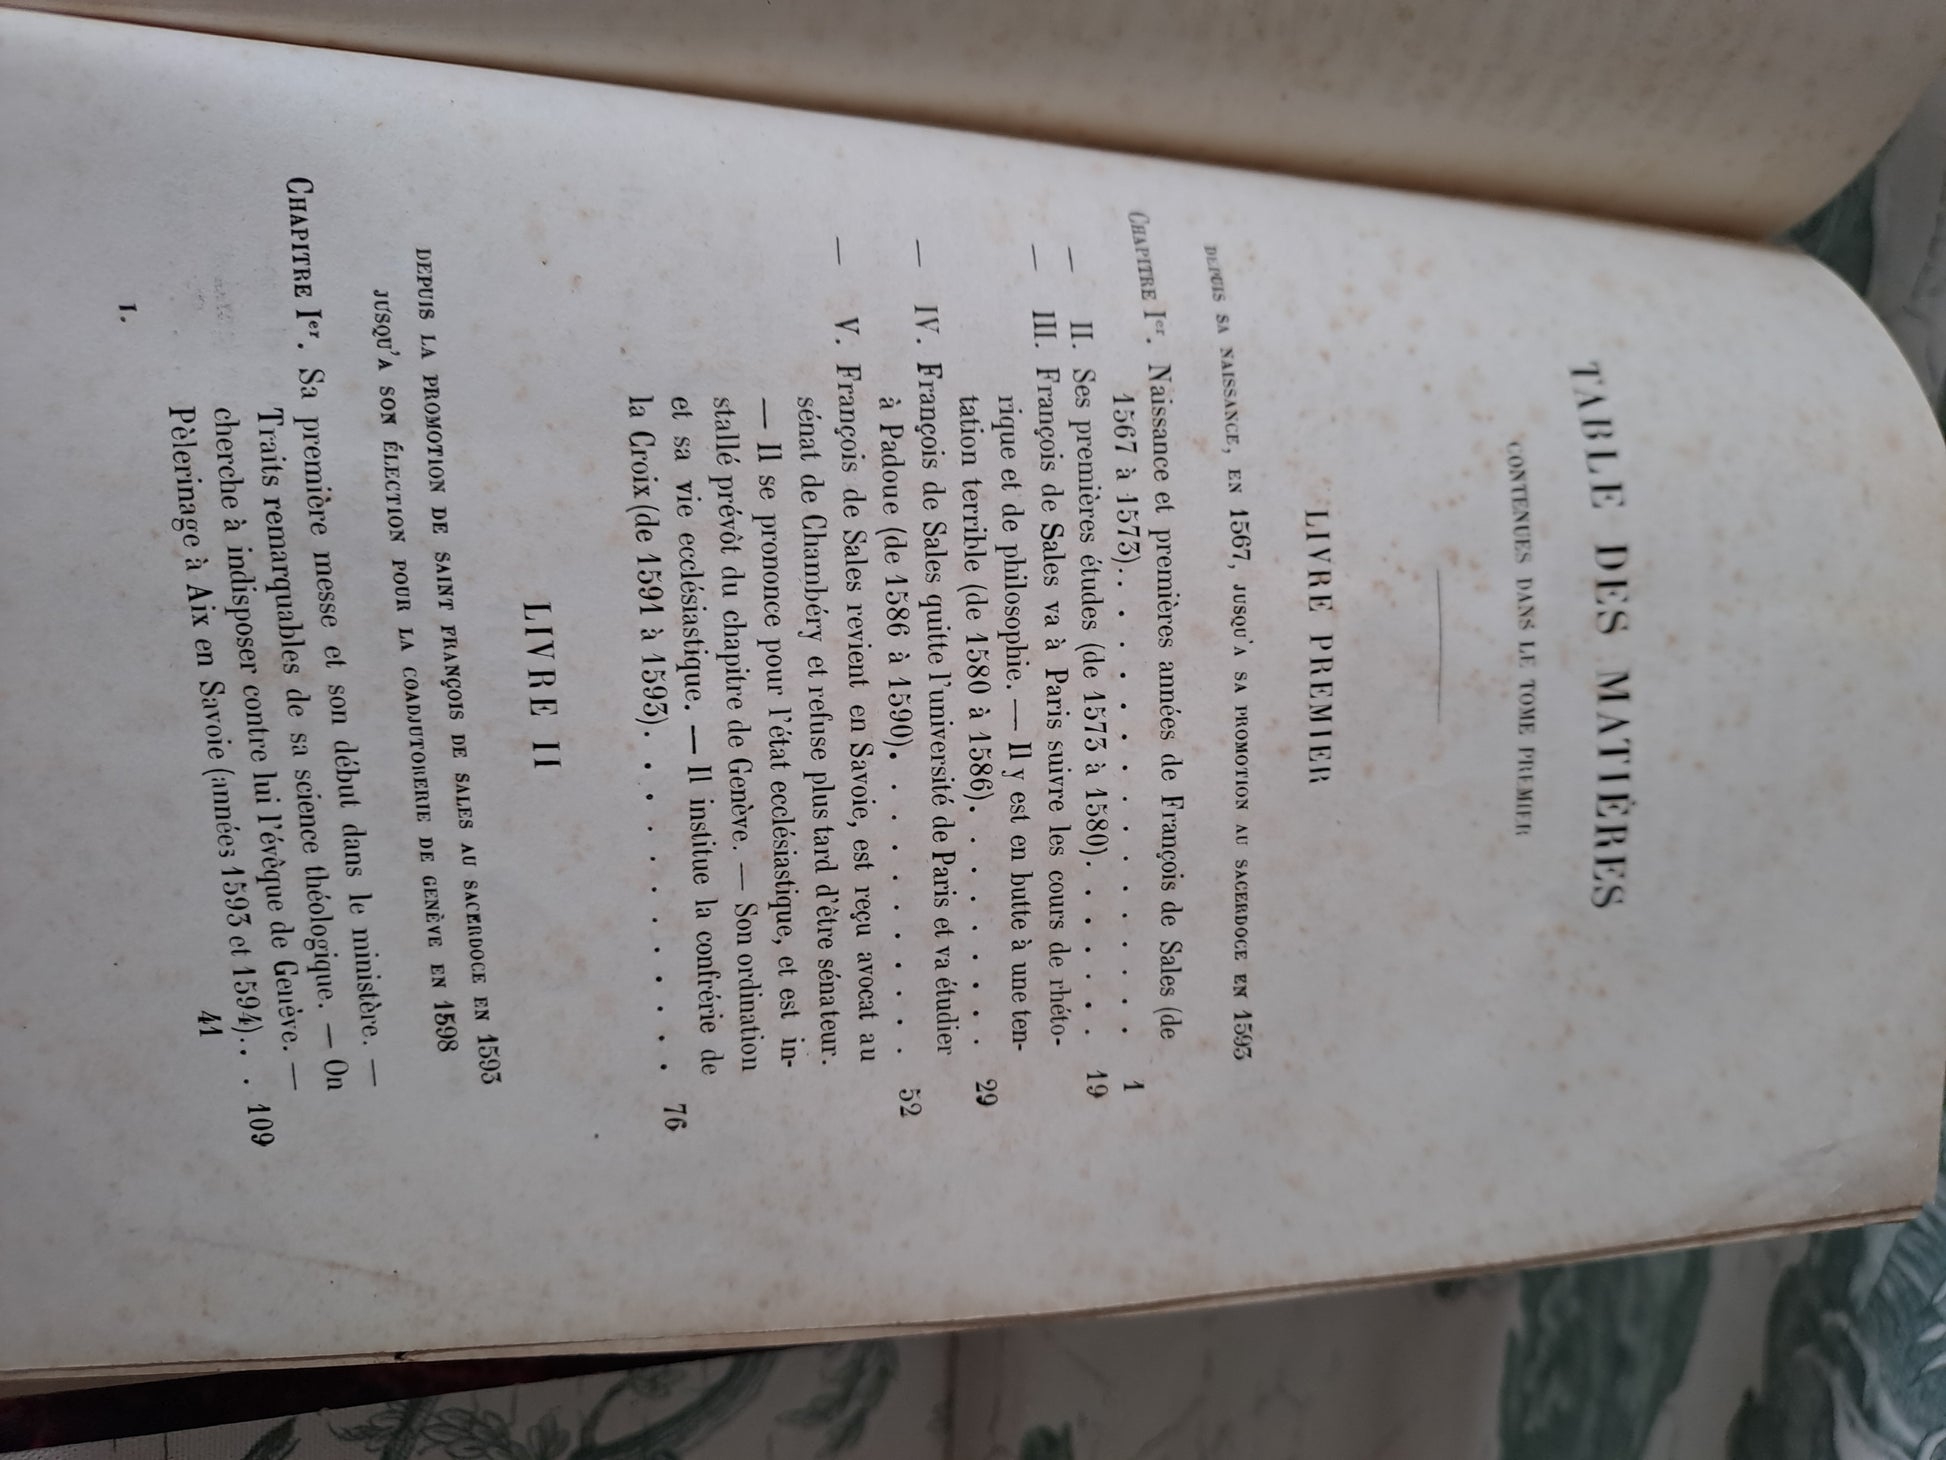 TABLE DES MATIÈRES
CONTENUES DANS LE TOME PREMIER
LIVRE PREMIER
DEPUIS SA NAISSANCE, EN 1567, JUSQU'A SA PROMOTION AU SACERDOCE EN 1593
CHAPITRE Ier. Naissance et premières années de François de Sales (de
1567 à 1573). . . . . . . . . . . . . . . 1
— II. Ses premières études (de 1573 à 1580). . . . . . . 19
— III. François de Sales va à Paris suivre les cours de rhéto-
rique et de philosophie. — Il y est en butte à une ten-
tation terrible (de 1580 à 1586). . . . . . . . . 29
— IV. François de Sales quitte l'université de Paris et va étudier
à Padoue (de 1586 à 1590). . . . . . . . . . . 52
— V. François de Sales revient en Savoie, est reçu avocat au
sénat de Chambéry et refuse plus tard d'être sénateur.
— Il se prononce pour l'état ecclésiastique, et est in-
stallé prévôt du chapitre de Genève. — Son ordination
et sa vie ecclésiastique. — Il institue la confrérie de
la Croix (de 1591 à 1593). . . . . . . . . . . . 76
LIVRE II
DEPUIS LA PROMOTION DE SAINT FRANÇOIS DE SALES AU SACERDOCE EN 1593
JUSQU'A SON ÉLECTION POUR LA COADJUTORERIE DE GENÈVE EN 1598
CHAPITRE Ier. Sa première messe et son début dans le ministère. —
Traits remarquables de sa science théologique. — On
cherche à indisposer contre lui l'évêque de Genève. —
Pèlerinage à Aix en Savoie (années 1593 et 1594). . . 109
I. 41